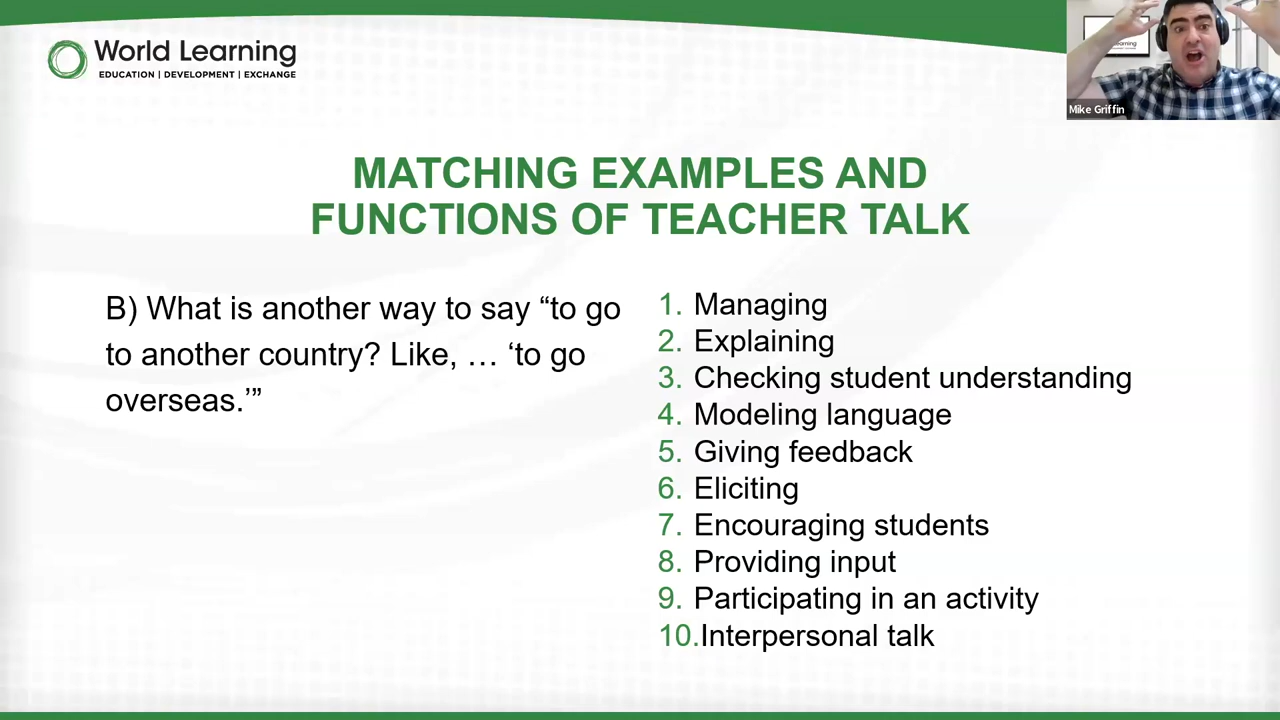 World Learning
EDUCATION | DEVELOPMENT | EXCHANGE
Mike Griffin
MATCHING EXAMPLES AND
FUNCTIONS OF TEACHER TALK
B) What is another way to say “to go
to another country? Like, … ‘to go
overseas.’”
1. Managing
2. Explaining
3. Checking student understanding
4. Modeling language
5. Giving feedback
6. Eliciting
7. Encouraging students
8. Providing input
9. Participating in an activity
10.Interpersonal talk